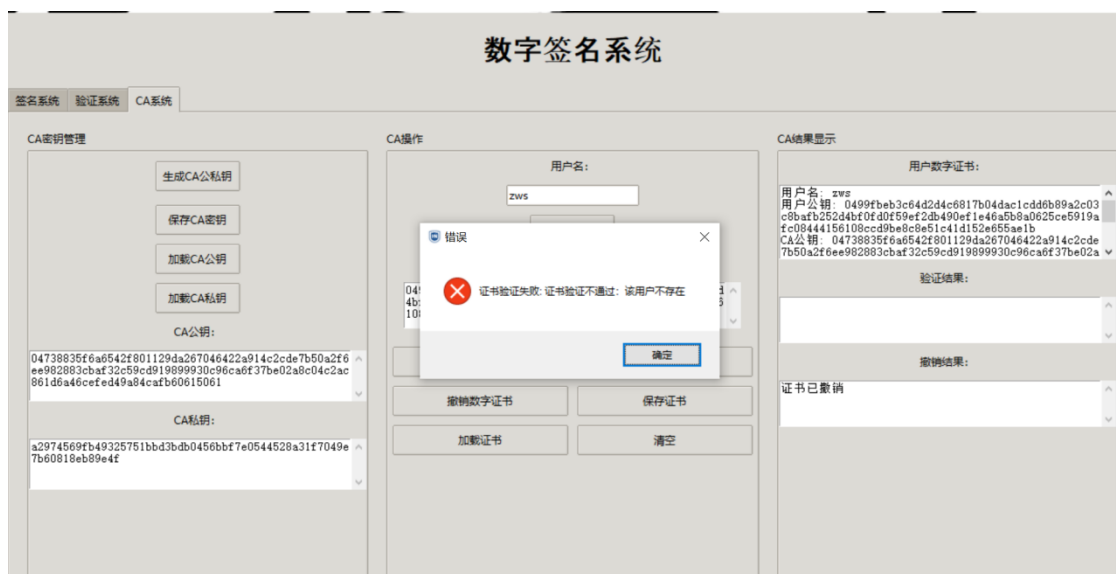 数字签名系统
签名系统 验证系统 CA系统
CA密钥管理
生成CA公私钥
保存CA密钥
加载CA公钥
加载CA私钥
CA公钥:
04738835f6a6542f801129da267046422a914c2cde7b50a2f6
ee982883cbaf32c59cd919899930c96ca6f37be02a8c04c2ac
861d6a46cefed49a84cafb60615061
CA私钥:
a2974569fb49325751bbd3bdb0456bbf7e0544528a31f7049e
7b60818eb89e4f
CA操作
用户名:
zws
错误
证书验证失败: 证书验证不通过: 该用户不存在
确定
撤销数字证书
保存证书
加载证书
清空
CA结果显示
用户数字证书:
用户名: zws
用户公钥: 0499fbeb3c64d2d4c6817b04dac1cdd6b89a2c03
c8bafb252d4bf0fd0f59ef2db490ef1e46a5b8a0625ce5919a
fc08444156108ccd9be8c8e51c41d152e655ae1b
CA公钥: 04738835f6a6542f801129da267046422a914c2cde
7b50a2f6ee982883cbaf32c59cd919899930c96ca6f37be02a
验证结果:
撤销结果:
证书已撤销